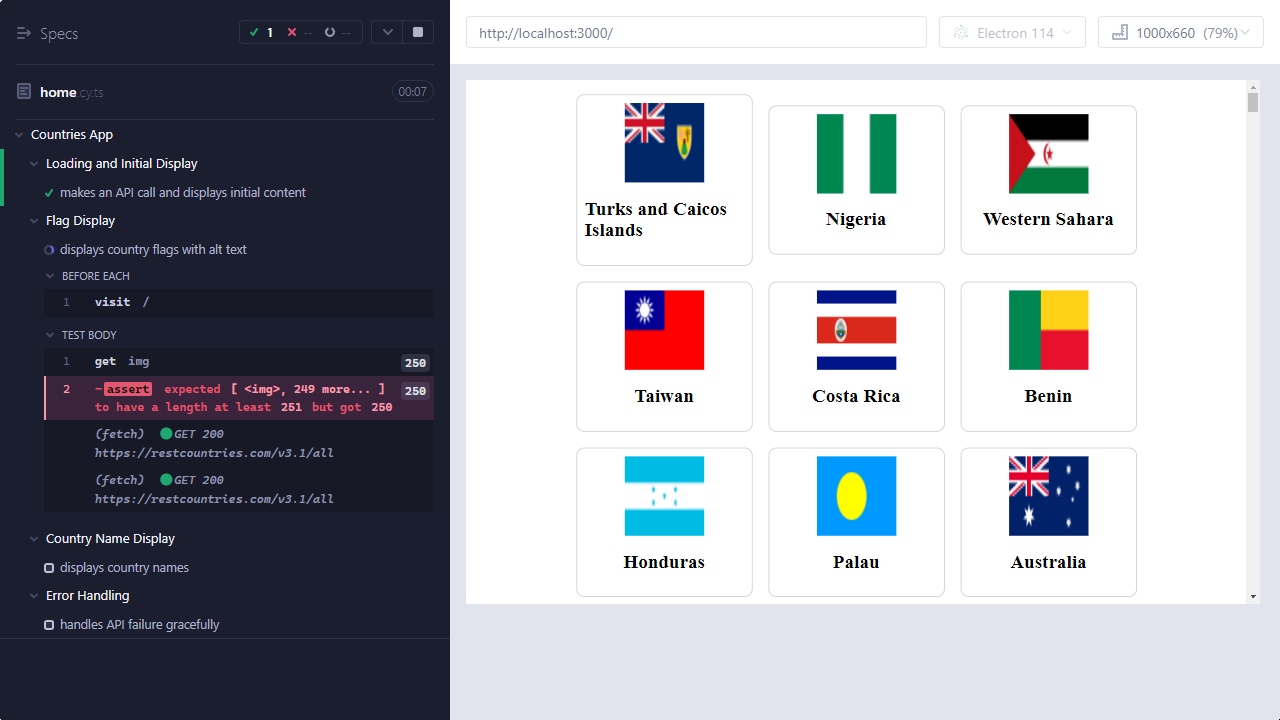 Specs
1
--
--
http://localhost:3000/
Electron 114
1000x660 (79%)
home.cy.ts
00:07
Countries App
Loading and Initial Display
makes an API call and displays initial content
Flag Display
displays country flags with alt text
BEFORE EACH
1 visit /
TEST BODY
1 get img 250
2 -assert expected [ <img>, 249 more... ] 250
to have a length at least 251 but got 250
(fetch) GET 200
https://restcountries.com/v3.1/all
(fetch) GET 200
https://restcountries.com/v3.1/all
Country Name Display
displays country names
Error Handling
handles API failure gracefully
Turks and Caicos
Islands
Nigeria
Western Sahara
Taiwan
Costa Rica
Benin
Honduras
Palau
Australia